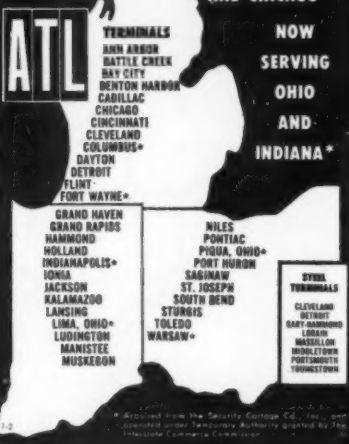 AND CHICAGO
ATL
NOW
SERVING
OHIO
AND
INDIANA*
TERMINALS
ANN ARBOR
BATTLE CREEK
BAY CITY
BENTON HARBOR
CADILLAC
CHICAGO
CINCINNATI
CLEVELAND
COLUMBUS*
DAYTON
DETROIT
FLINT
FORT WAYNE*
GRAND HAVEN
GRAND RAPIDS
HAMMOND
HOLLAND
INDIANAPOLIS*
IONIA
JACKSON
KALAMAZOO
LANSING
LIMA, OHIO*
LUDINGTON
MANISTEE
MUSKEGON
NILES
PONTIAC
PIQUA, OHIO*
PORT HURON
SAGINAW
ST. JOSEPH
SOUTH BEND
STURGIS
TOLEDO
WARSAW*
STEEL
TERMINALS
CLEVELAND
DETROIT
GARY-HAMMOND
LORAIN
MASSILLON
MIDDLETOWN
PORTSMOUTH
YOUNGSTOWN
* Acquired from the Security Cartage Co., Inc., and
operated under Temporary Authority granted by the
Interstate Commerce Commission